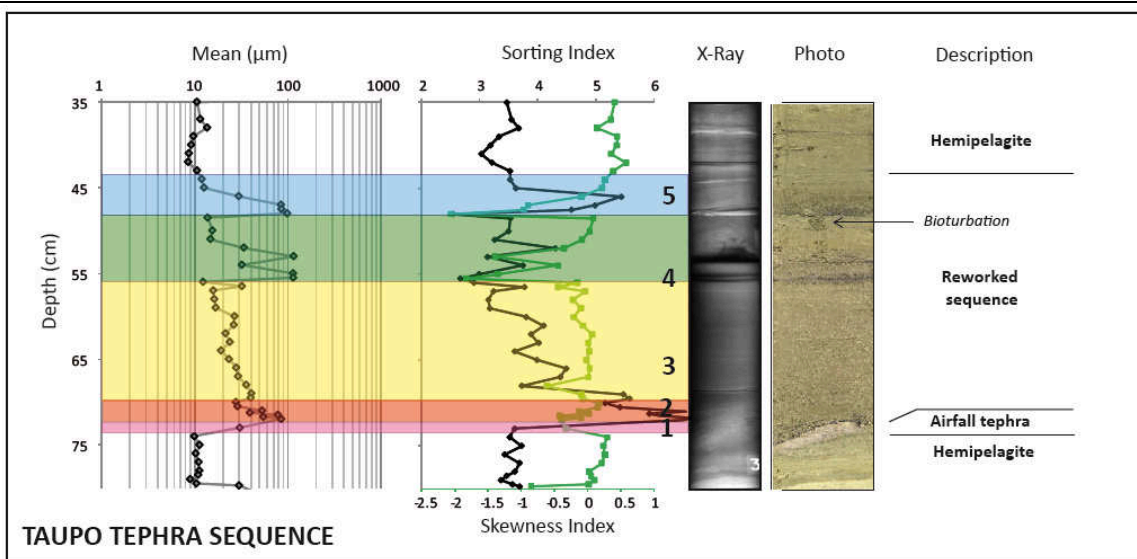 Mean (µm)
Sorting Index
X-Ray
Photo
Description
1 10 100 1000
2 3 4 5 6
35
45
55
65
75
Depth (cm)
5
4
3
2
1
3
Hemipelagite
Bioturbation
Reworked
sequence
Airfall tephra
Hemipelagite
-2.5 -2 -1.5 -1 -0.5 0 0.5 1
Skewness Index
TAUPO TEPHRA SEQUENCE